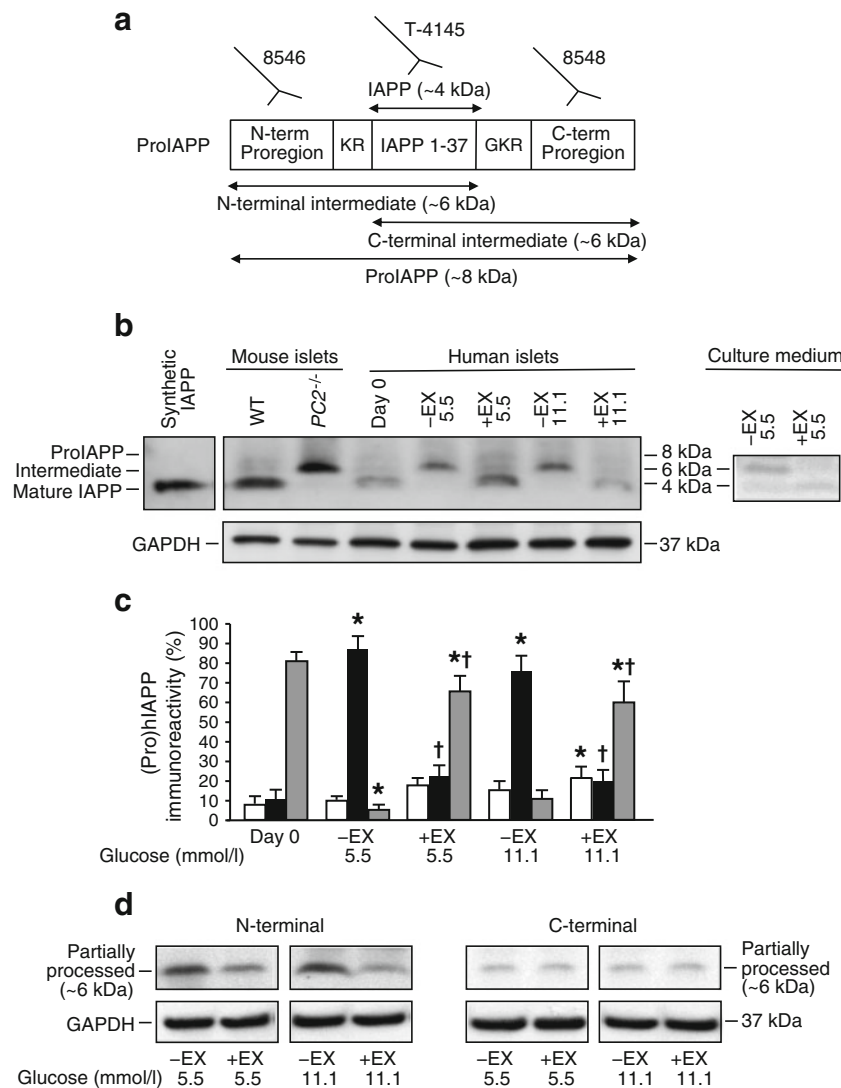 a
8546
T-4145
8548
IAPP (~4 kDa)
ProIAPP
N-term Proregion
KR
IAPP 1-37
GKR
C-term Proregion
N-terminal intermediate (~6 kDa)
C-terminal intermediate (~6 kDa)
ProIAPP (~8 kDa)
b
Synthetic IAPP
Mouse islets
WT
PC2-/-
Human islets
Day 0
–EX 5.5
+EX 5.5
–EX 11.1
+EX 11.1
Culture medium
–EX 5.5
+EX 5.5
ProIAPP
Intermediate
Mature IAPP
8 kDa
6 kDa
4 kDa
GAPDH
37 kDa
c
(Pro)hIAPP immunoreactivity (%)
100
90
80
70
60
50
40
30
20
10
0
*
*
†
*†
*
*
†
*†
Day 0 –EX +EX –EX +EX
Glucose (mmol/l) 5.5 5.5 11.1 11.1
d
N-terminal
C-terminal
Partially processed (~6 kDa)
Partially processed (~6 kDa)
GAPDH
37 kDa
–EX +EX –EX +EX –EX +EX –EX +EX
Glucose (mmol/l) 5.5 5.5 11.1 11.1 5.5 5.5 11.1 11.1